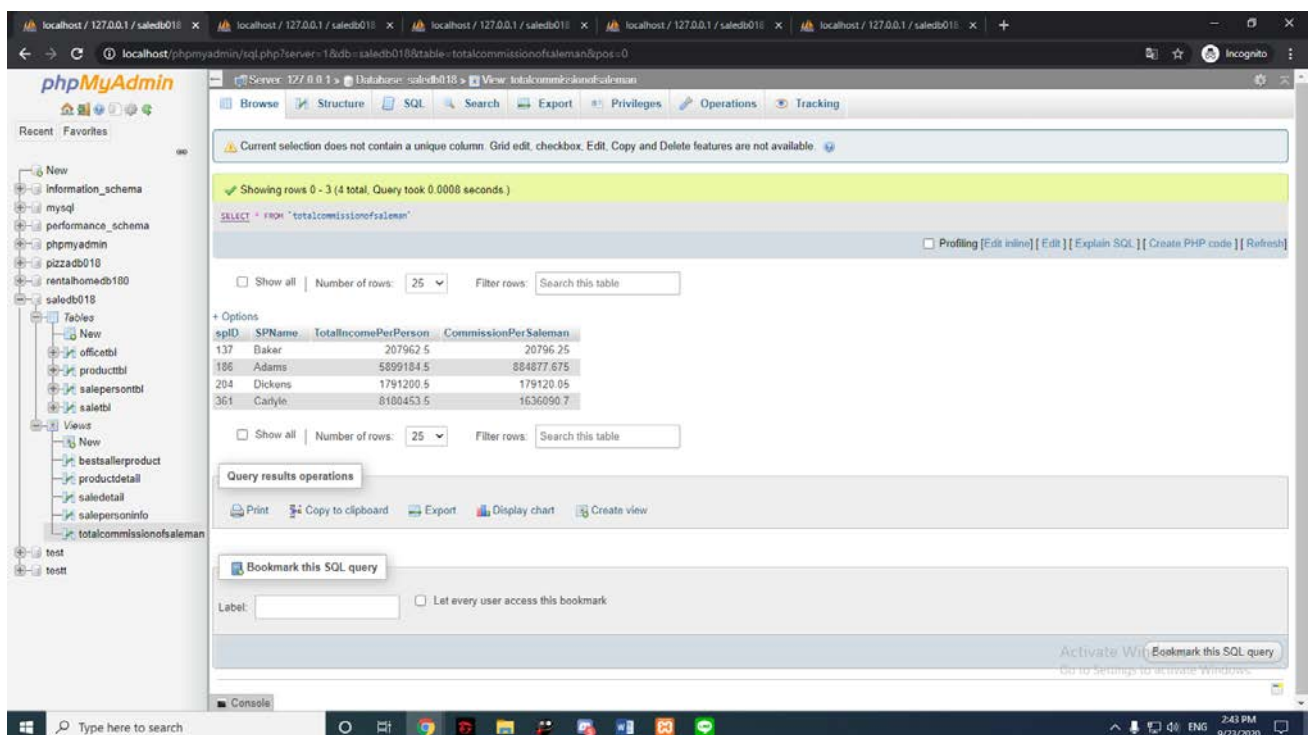 localhost / 127.0.0.1 / saledb018 × localhost / 127.0.0.1 / saledb018 × localhost / 127.0.0.1 / saledb018 × localhost / 127.0.0.1 / saledb018 × localhost / 127.0.0.1 / saledb018 × +
localhost/phpmyadmin/sql.php?server=1&db=saledb018&table=totalcommissionofsaleman&pos=0 Incognito
phpMyAdmin
Recent Favorites
New
information_schema
mysql
performance_schema
phpmyadmin
pizzadb018
rentalhomedb180
saledb018
Tables
New
officetbl
producttbl
salepersontbl
saletbl
Views
New
bestsallerproduct
productdetail
saledetail
salepersoninfo
totalcommissionofsaleman
test
testt
Server: 127.0.0.1 » Database: saledb018 » View: totalcommissionofsaleman
Browse Structure SQL Search Export Privileges Operations Tracking
Current selection does not contain a unique column. Grid edit, checkbox, Edit, Copy and Delete features are not available.
Showing rows 0 - 3 (4 total, Query took 0.0008 seconds.)
SELECT * FROM `totalcommissionofsaleman`
Profiling [Edit inline] [ Edit ] [ Explain SQL ] [ Create PHP code ] [ Refresh]
Show all | Number of rows: 25 Filter rows: Search this table
+ Options
spID SPName TotalIncomePerPerson CommissionPerSaleman
137 Baker 207962.5 20796.25
186 Adams 5899184.5 884877.675
204 Dickens 1791200.5 179120.05
361 Carlyle 8180453.5 1636090.7
Show all | Number of rows: 25 Filter rows: Search this table
Query results operations
Print Copy to clipboard Export Display chart Create view
Bookmark this SQL query
Label: Let every user access this bookmark
Activate Win Bookmark this SQL query
Go to Settings to activate Windows.
Console
Type here to search
ENG 2:43 PM
9/23/2020